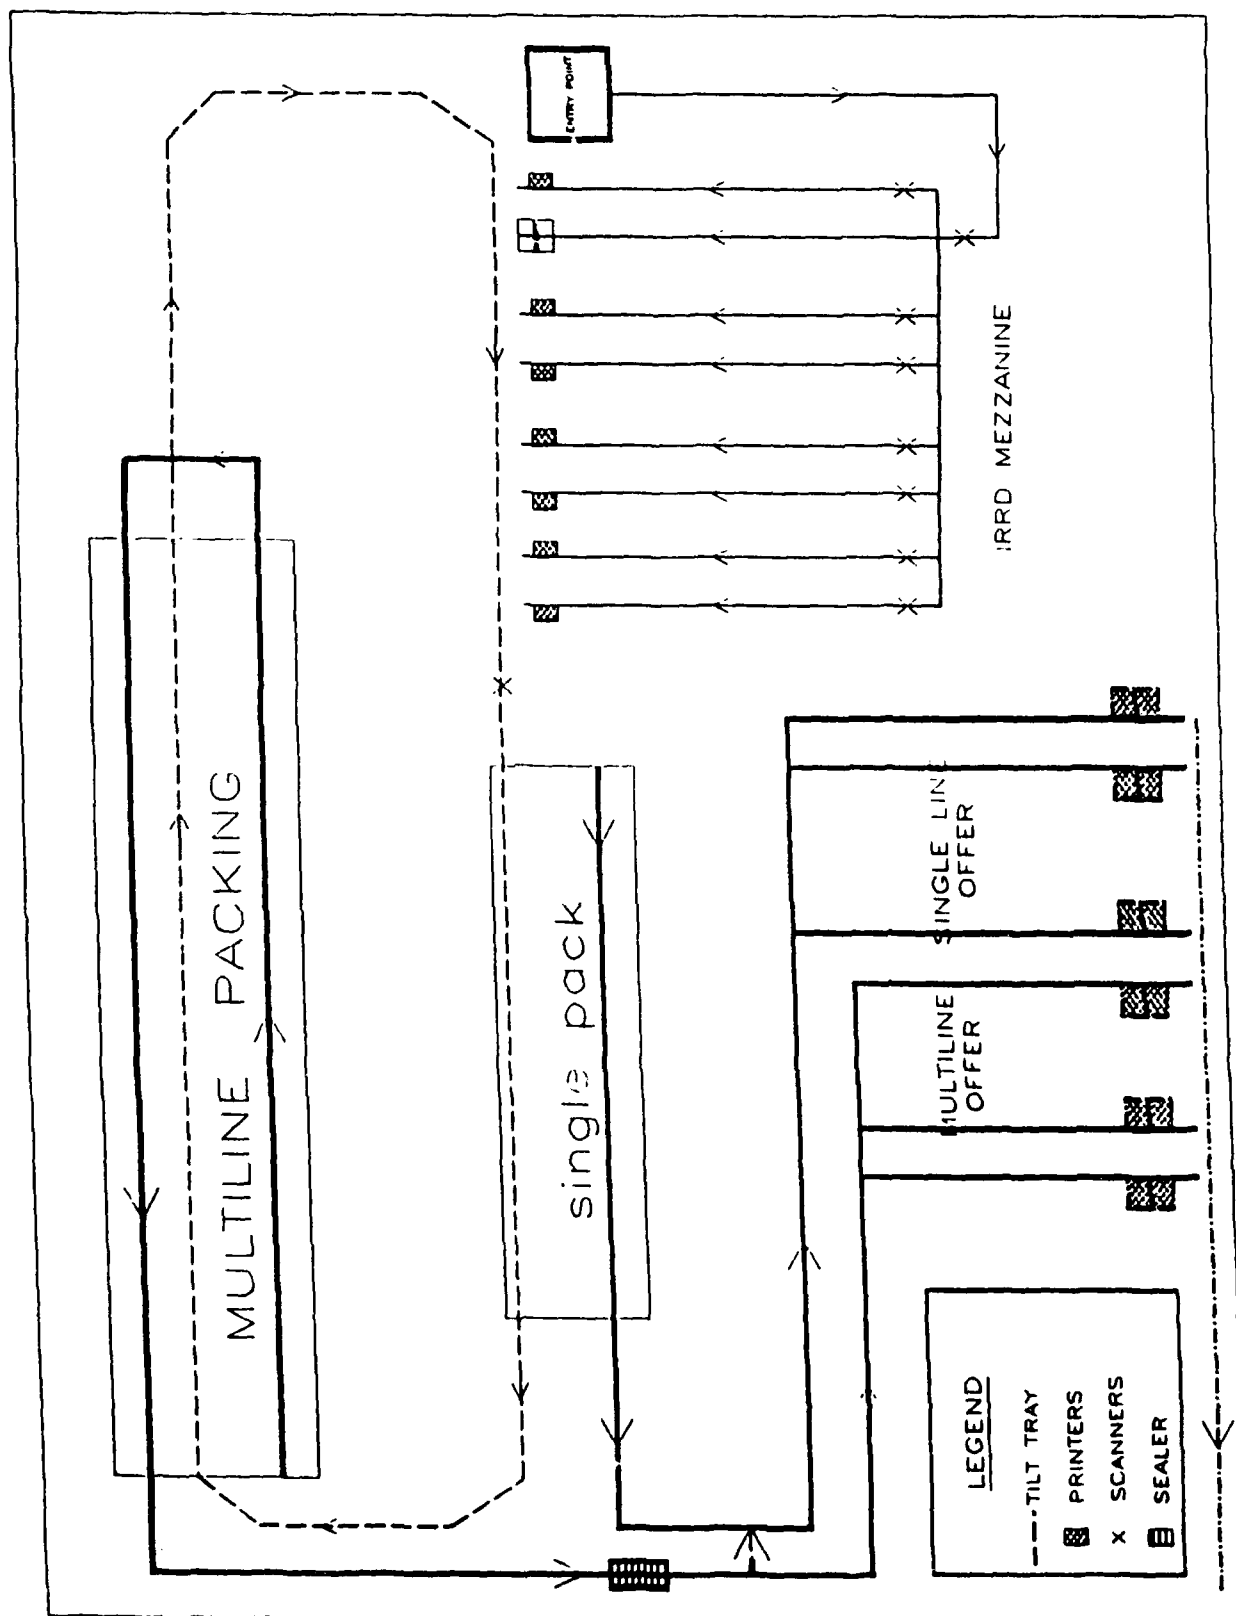 ENTRY POINT
MULTILINE PACKING
single pack
IRRD MEZZANINE
SINGLE LINE
OFFER
MULTILINE
OFFER
LEGEND
TILT TRAY
PRINTERS
X SCANNERS
SEALER